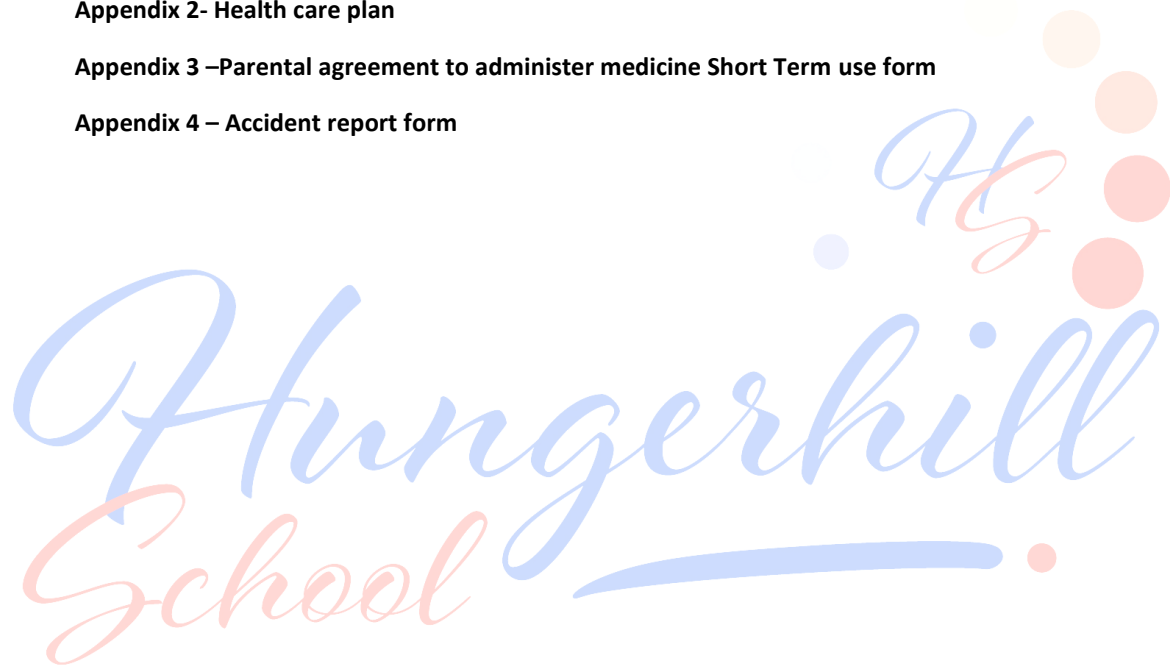 Appendix 2- Health care plan
Appendix 3 –Parental agreement to administer medicine Short Term use form
Appendix 4 – Accident report form
HS
Hungerhill
School